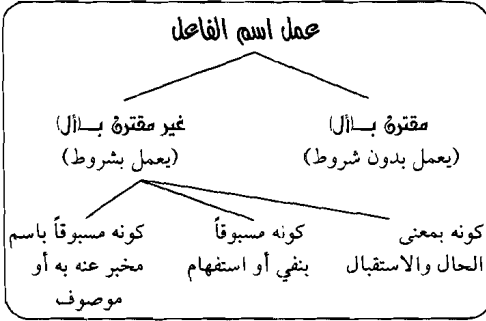 عمل اسم الفاعل
مقترن بـ(أل)
(يعمل بدون شروط)
غير مقترن بـ(أل)
(يعمل بشروط)
كونه بمعنى
الحال والاستقبال
كونه مسبوقاً
بنفي أو استفهام
كونه مسبوقاً باسم
مخبر عنه به أو
موصوف